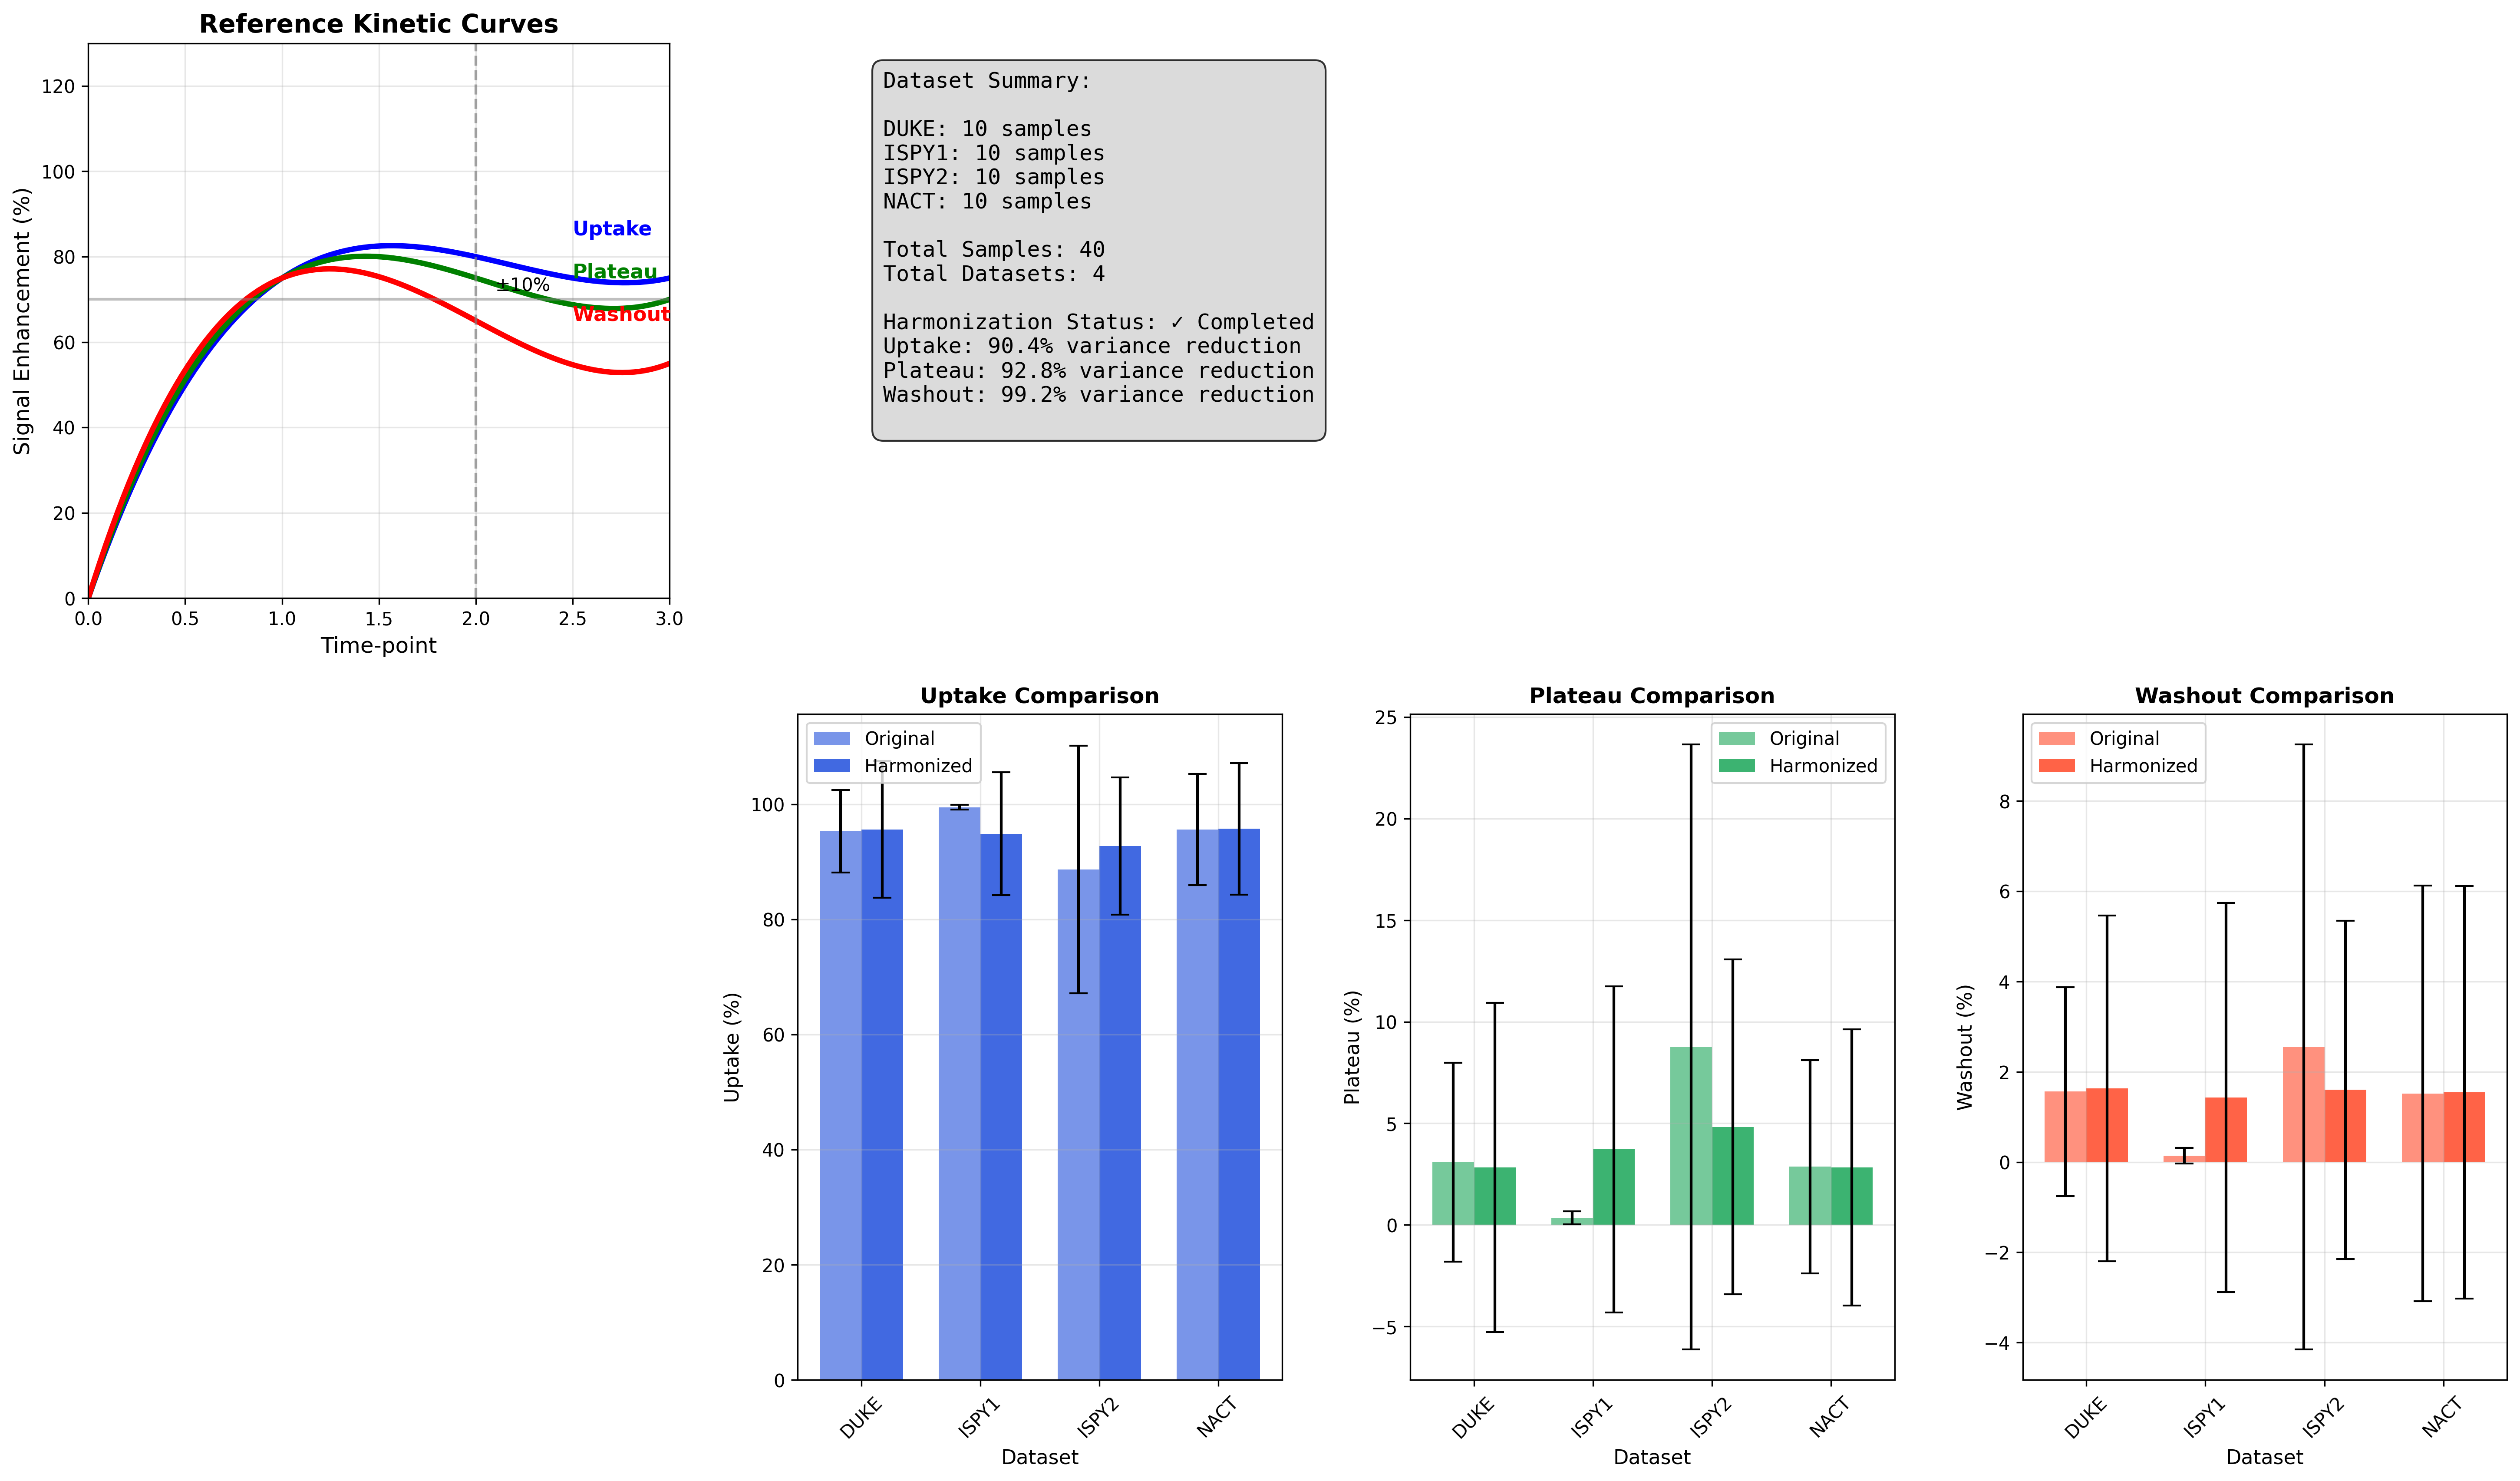 Reference Kinetic Curves
120
100
80
60
40
20
0
Signal Enhancement (%)
Uptake
Plateau
±10%
Washout
0.0 0.5 1.0 1.5 2.0 2.5 3.0
Time-point
Dataset Summary:
DUKE: 10 samples
ISPY1: 10 samples
ISPY2: 10 samples
NACT: 10 samples
Total Samples: 40
Total Datasets: 4
Harmonization Status: ✓ Completed
Uptake: 90.4% variance reduction
Plateau: 92.8% variance reduction
Washout: 99.2% variance reduction
Uptake Comparison
Original
Harmonized
100
80
60
40
20
0
Uptake (%)
DUKE ISPY1 ISPY2 NACT
Dataset
Plateau Comparison
Original
Harmonized
25
20
15
10
5
0
−5
Plateau (%)
DUKE ISPY1 ISPY2 NACT
Dataset
Washout Comparison
Original
Harmonized
8
6
4
2
0
−2
−4
Washout (%)
DUKE ISPY1 ISPY2 NACT
Dataset